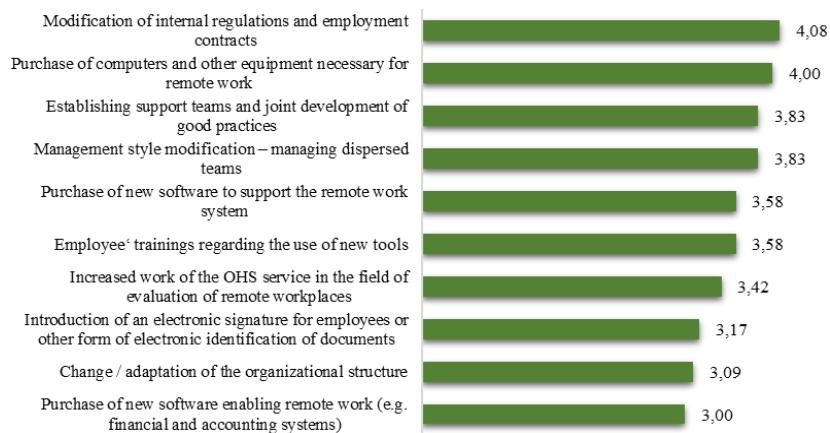 Modification of internal regulations and employment
contracts
4,08
Purchase of computers and other equipment necessary for
remote work
4,00
Establishing support teams and joint development of
good practices
3,83
Management style modification – managing dispersed
teams
3,83
Purchase of new software to support the remote work
system
3,58
Employee‘ trainings regarding the use of new tools
3,58
Increased work of the OHS service in the field of
evaluation of remote workplaces
3,42
Introduction of an electronic signature for employees or
other form of electronic identification of documents
3,17
Change / adaptation of the organizational structure
3,09
Purchase of new software enabling remote work (e.g.
financial and accounting systems)
3,00